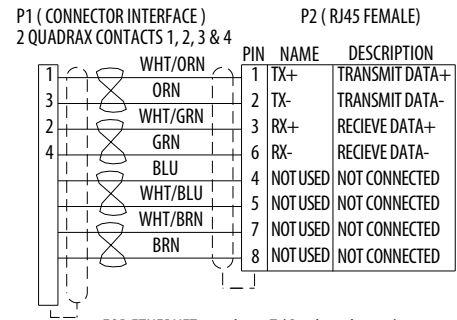 P1 ( CONNECTOR INTERFACE ) P2 ( RJ45 FEMALE)
2 QUADRAX CONTACTS 1, 2, 3 & 4
PIN NAME DESCRIPTION
1 WHT/ORN 1 TX+ TRANSMIT DATA+
3 ORN 2 TX- TRANSMIT DATA-
2 WHT/GRN 3 RX+ RECIEVE DATA+
4 GRN 6 RX- RECIEVE DATA-
BLU 4 NOT USED NOT CONNECTED
WHT/BLU 5 NOT USED NOT CONNECTED
WHT/BRN 7 NOT USED NOT CONNECTED
BRN 8 NOT USED NOT CONNECTED